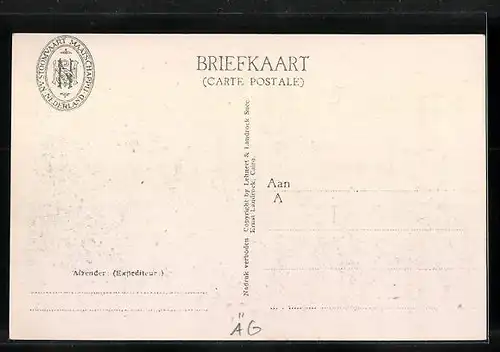 N.V. STOOMVAART MAATSCHAPPIJ NEDERLAND
BRIEFKAART
(CARTE POSTALE)
Aan
A
Nadruk verboden. Copyright by Lehnert & Landrock Succ.
Ernst Landrock, Cairo.
Afzender: (Expediteur.)
AG